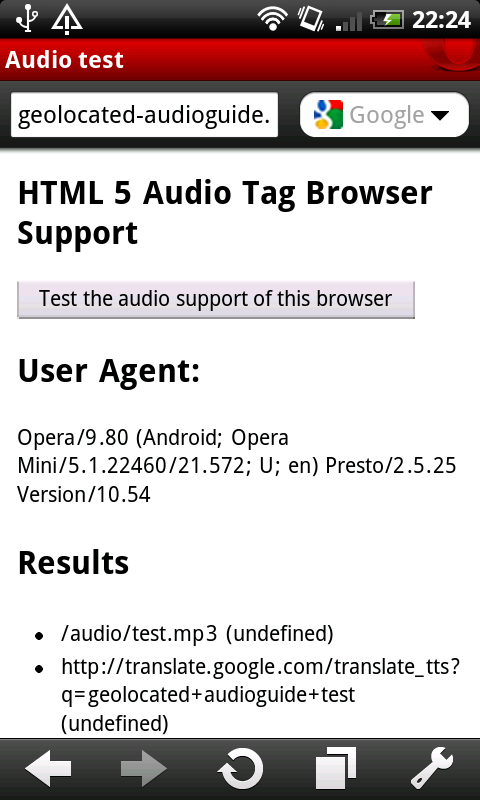 22:24
Audio test
geolocated-audioguide.
Google
HTML 5 Audio Tag Browser
Support
Test the audio support of this browser
User Agent:
Opera/9.80 (Android; Opera
Mini/5.1.22460/21.572; U; en) Presto/2.5.25
Version/10.54
Results
/audio/test.mp3 (undefined)
http://translate.google.com/translate_tts?
q=geolocated+audioguide+test
(undefined)